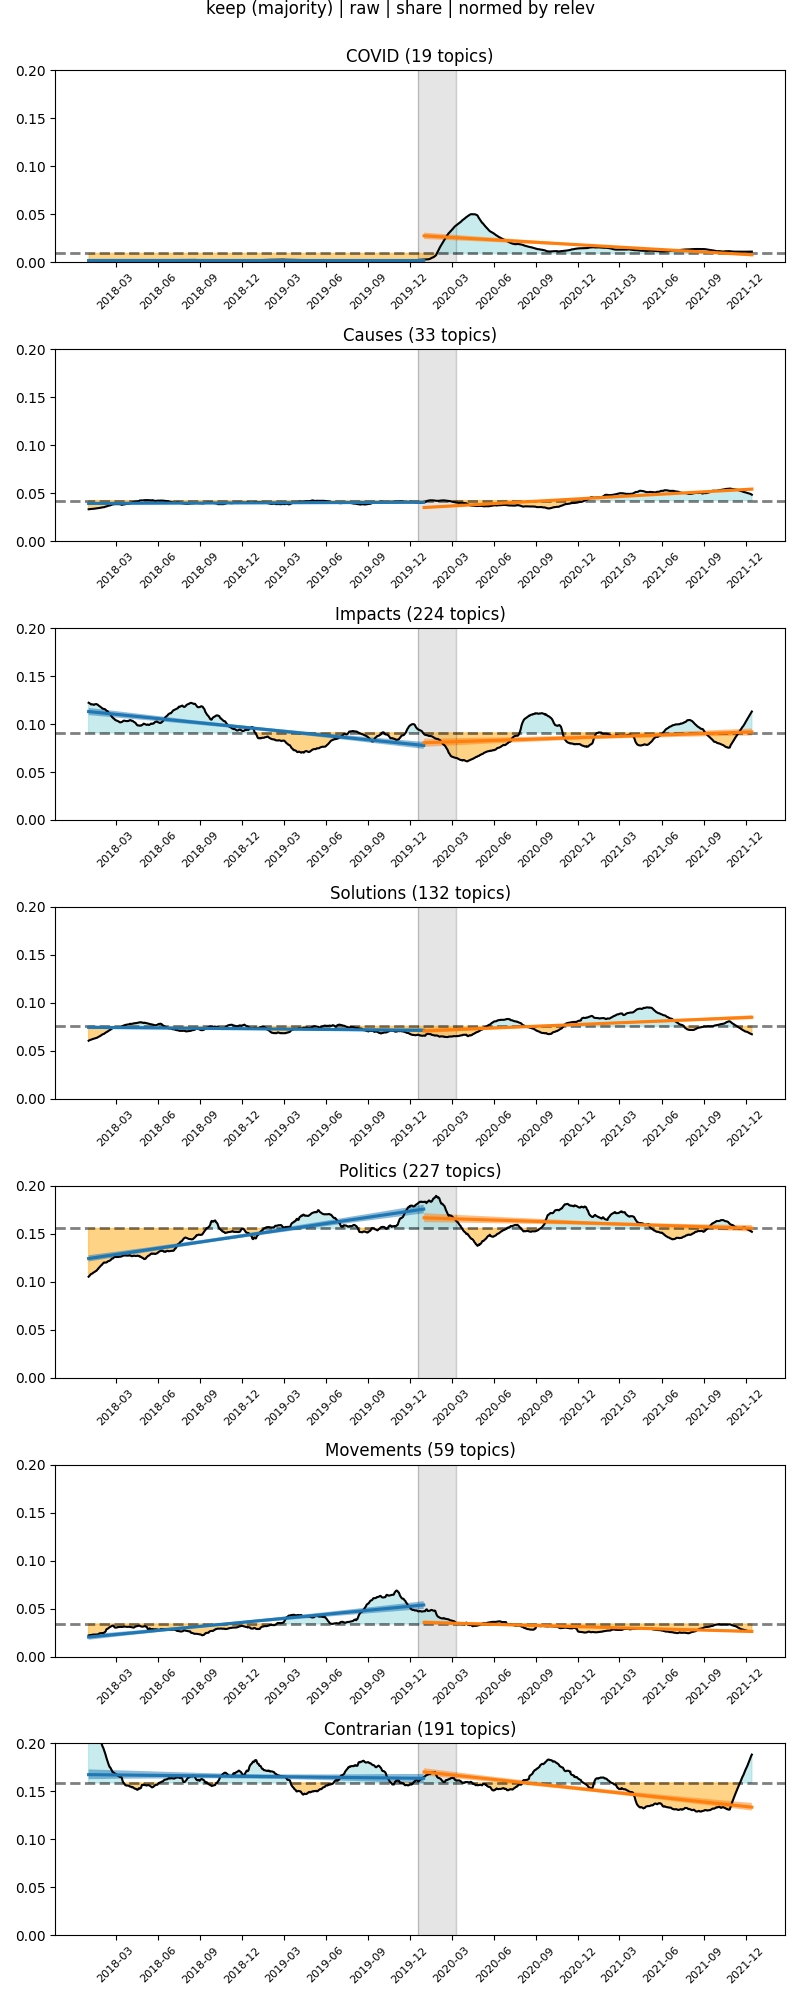 keep (majority) | raw | share | normed by relev
COVID (19 topics)
0.20
0.15
0.10
0.05
0.00
2018-03 2018-06 2018-09 2018-12 2019-03 2019-06 2019-09 2019-12 2020-03 2020-06 2020-09 2020-12 2021-03 2021-06 2021-09 2021-12
Causes (33 topics)
0.20
0.15
0.10
0.05
0.00
2018-03 2018-06 2018-09 2018-12 2019-03 2019-06 2019-09 2019-12 2020-03 2020-06 2020-09 2020-12 2021-03 2021-06 2021-09 2021-12
Impacts (224 topics)
0.20
0.15
0.10
0.05
0.00
2018-03 2018-06 2018-09 2018-12 2019-03 2019-06 2019-09 2019-12 2020-03 2020-06 2020-09 2020-12 2021-03 2021-06 2021-09 2021-12
Solutions (132 topics)
0.20
0.15
0.10
0.05
0.00
2018-03 2018-06 2018-09 2018-12 2019-03 2019-06 2019-09 2019-12 2020-03 2020-06 2020-09 2020-12 2021-03 2021-06 2021-09 2021-12
Politics (227 topics)
0.20
0.15
0.10
0.05
0.00
2018-03 2018-06 2018-09 2018-12 2019-03 2019-06 2019-09 2019-12 2020-03 2020-06 2020-09 2020-12 2021-03 2021-06 2021-09 2021-12
Movements (59 topics)
0.20
0.15
0.10
0.05
0.00
2018-03 2018-06 2018-09 2018-12 2019-03 2019-06 2019-09 2019-12 2020-03 2020-06 2020-09 2020-12 2021-03 2021-06 2021-09 2021-12
Contrarian (191 topics)
0.20
0.15
0.10
0.05
0.00
2018-03 2018-06 2018-09 2018-12 2019-03 2019-06 2019-09 2019-12 2020-03 2020-06 2020-09 2020-12 2021-03 2021-06 2021-09 2021-12